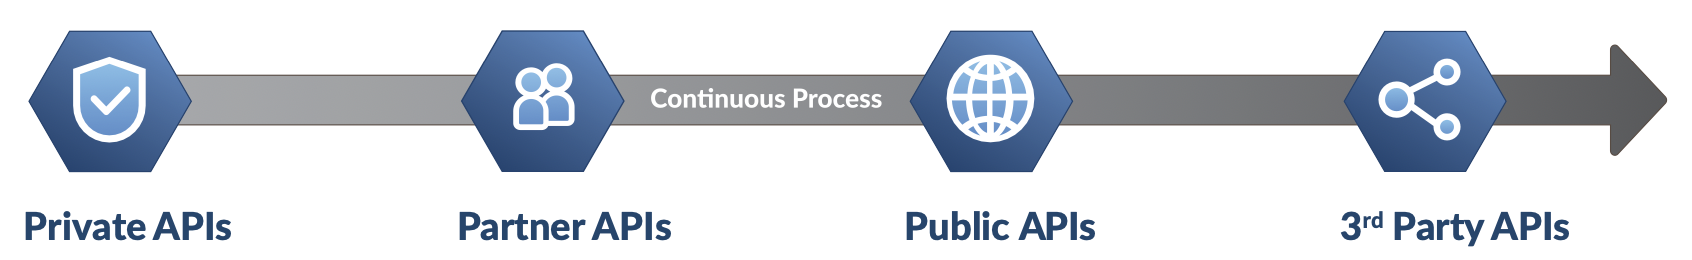 Continuous Process
Private APIs
Partner APIs
Public APIs
3rd Party APIs